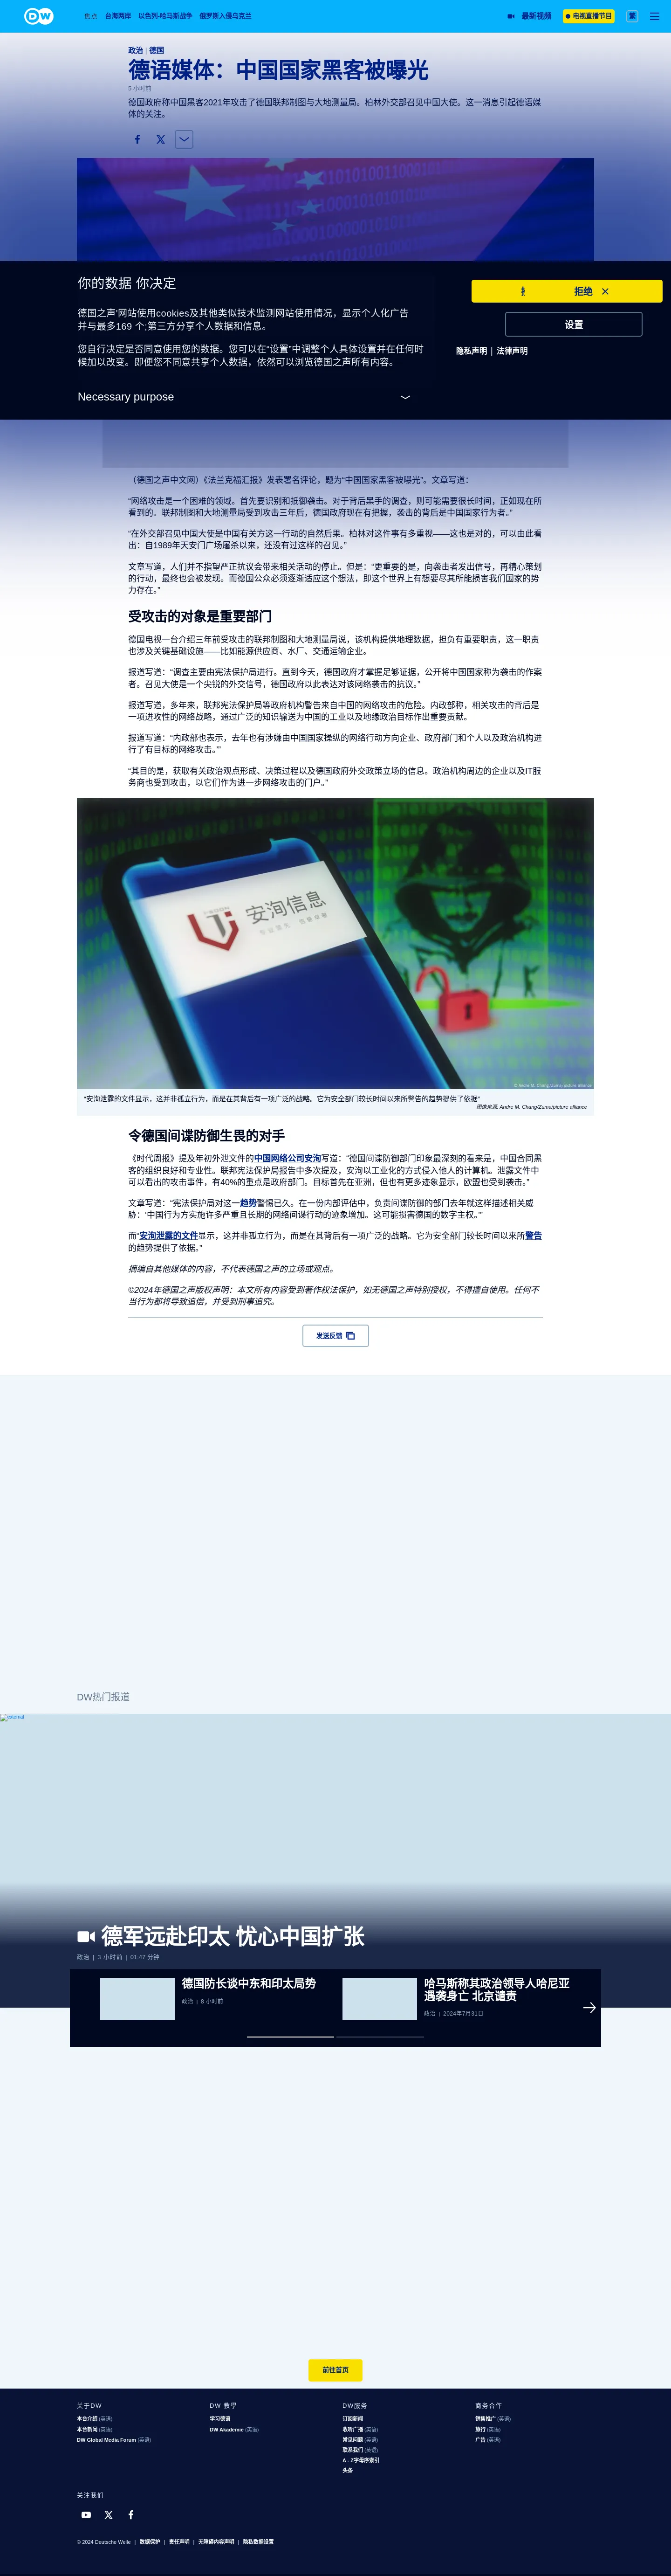 DW
焦点 台海两岸 以色列-哈马斯战争 俄罗斯入侵乌克兰
最新视频
电视直播节目
繁
政治 | 德国
德语媒体：中国国家黑客被曝光
5 小时前
德国政府称中国黑客2021年攻击了德国联邦制图与大地测量局。柏林外交部召见中国大使。这一消息引起德语媒
体的关注。
你的数据 你决定
德国之声'网站使用cookies及其他类似技术监测网站使用情况，显示个人化广告
并与最多169 个;第三方分享个人数据和信息。
您自行决定是否同意使用您的数据。您可以在"设置"中调整个人具体设置并在任何时
候加以改变。即便您不同意共享个人数据，依然可以浏览德国之声所有内容。
Necessary purpose
拒绝
设置
隐私声明 | 法律声明
（德国之声中文网）《法兰克福汇报》发表署名评论，题为"中国国家黑客被曝光"。文章写道：
"网络攻击是一个困难的领域。首先要识别和抵御袭击。对于背后黑手的调查，则可能需要很长时间，正如现在所
看到的。联邦制图和大地测量局受到攻击三年后，德国政府现在有把握，袭击的背后是中国国家行为者。"
"在外交部召见中国大使是中国有关方这一行动的自然后果。柏林对这件事有多重视——这也是对的，可以由此看
出：自1989年天安门广场屠杀以来，还没有过这样的召见。"
文章写道，人们并不指望严正抗议会带来相关活动的停止。但是："更重要的是，向袭击者发出信号，再精心策划
的行动，最终也会被发现。而德国公众必须逐渐适应这个想法，即这个世界上有想要尽其所能损害我们国家的势
力存在。"
受攻击的对象是重要部门
德国电视一台介绍三年前受攻击的联邦制图和大地测量局说，该机构提供地理数据，担负有重要职责，这一职责
也涉及关键基础设施——比如能源供应商、水厂、交通运输企业。
报道写道："调查主要由宪法保护局进行。直到今天，德国政府才掌握足够证据，公开将中国国家称为袭击的作案
者。召见大使是一个尖锐的外交信号，德国政府以此表达对该网络袭击的抗议。"
报道写道，多年来，联邦宪法保护局等政府机构警告来自中国的网络攻击的危险。内政部称，相关攻击的背后是
一项进攻性的网络战略，通过广泛的知识输送为中国的工业以及地缘政治目标作出重要贡献。
报道写道："内政部也表示，去年也有涉嫌由中国国家操纵的网络行动方向企业、政府部门和个人以及政治机构进
行了有目标的网络攻击。'"
"其目的是，获取有关政治观点形成、决策过程以及德国政府外交政策立场的信息。政治机构周边的企业以及IT服
务商也受到攻击，以它们作为进一步网络攻击的门户。"
安洵信息
© Andre M. Chang /Zuma /picture alliance
"安洵泄露的文件显示，这并非孤立行为，而是在其背后有一项广泛的战略。它为安全部门较长时间以来所警告的趋势提供了依据"
图像来源: Andre M. Chang/Zuma/picture alliance
令德国间谍防御生畏的对手
《时代周报》提及年初外泄文件的中国网络公司安洵写道："德国间谍防御部门印象最深刻的看来是，中国合同黑
客的组织良好和专业性。联邦宪法保护局报告中多次提及，安洵以工业化的方式侵入他人的计算机。泄露文件中
可以看出的攻击事件，有40%的重点是政府部门。目标首先在亚洲，但也有更多迹象显示，欧盟也受到袭击。"
文章写道："宪法保护局对这一趋势警惕已久。在一份内部评估中，负责间谍防御的部门去年就这样描述相关威
胁：'中国行为方实施许多严重且长期的网络间谍行动的迹象增加。这可能损害德国的数字主权。'"
而"安洵泄露的文件显示，这并非孤立行为，而是在其背后有一项广泛的战略。它为安全部门较长时间以来所警告
的趋势提供了依据。"
摘编自其他媒体的内容，不代表德国之声的立场或观点。
©2024年德国之声版权声明：本文所有内容受到著作权法保护，如无德国之声特别授权，不得擅自使用。任何不
当行为都将导致追偿，并受到刑事追究。
发送反馈
DW热门报道
external
德军远赴印太 忧心中国扩张
政治 | 3 小时前 | 01:47 分钟
德国防长谈中东和印太局势
政治 | 8 小时前
哈马斯称其政治领导人哈尼亚
遇袭身亡 北京谴责
政治 | 2024年7月31日
前往首页
关于DW
本台介绍 (英语)
本台新闻 (英语)
DW Global Media Forum (英语)
DW 教學
学习德语
DW Akademie (英语)
DW服务
订阅新闻
收听广播 (英语)
常见问题 (英语)
联系我们 (英语)
A - Z字母序索引
头条
商务合作
销售推广 (英语)
旅行 (英语)
广告 (英语)
关注我们
© 2024 Deutsche Welle | 数据保护 | 责任声明 | 无障碍内容声明 | 隐私数据设置